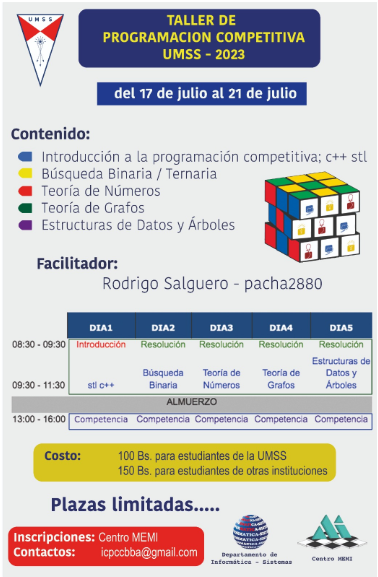 UMSS
TALLER DE
PROGRAMACION COMPETITIVA
UMSS - 2023
del 17 de julio al 21 de julio
Contenido:
Introducción a la programación competitiva; c++ stl
Búsqueda Binaria / Ternaria
Teoría de Números
Teoría de Grafos
Estructuras de Datos y Árboles
Facilitador:
Rodrigo Salguero - pacha2880
DIA1 DIA2 DIA3 DIA4 DIA5
08:30 - 09:30 Introducción Resolución Resolución Resolución Resolución
09:30 - 11:30 stl c++ Búsqueda Binaria Teoría de Números Teoría de Grafos Estructuras de Datos y Árboles
ALMUERZO
13:00 - 16:00 Competencia Competencia Competencia Competencia Competencia
Costo: 100 Bs. para estudiantes de la UMSS
150 Bs. para estudiantes de otras instituciones
Plazas limitadas.....
Inscripciones: Centro MEMI
Contactos: icpccbba@gmail.com
Departamento de
Informática - Sistemas
Centro MEMI